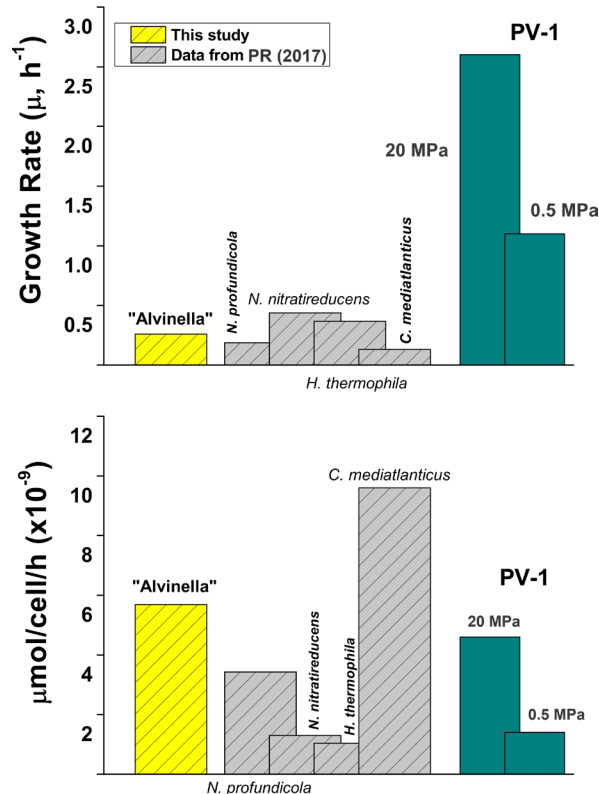 3.0
2.5
2.0
1.5
1.0
0.5
Growth Rate (μ, h-1)
This study
Data from PR (2017)
PV-1
20 MPa
0.5 MPa
"Alvinella"
N. profundicola
N. nitratireducens
C. mediatlanticus
H. thermophila
12
10
8
6
4
2
μmol/cell/h (x10-9)
C. mediatlanticus
"Alvinella"
N. nitratireducens
H. thermophila
PV-1
20 MPa
0.5 MPa
N. profundicola